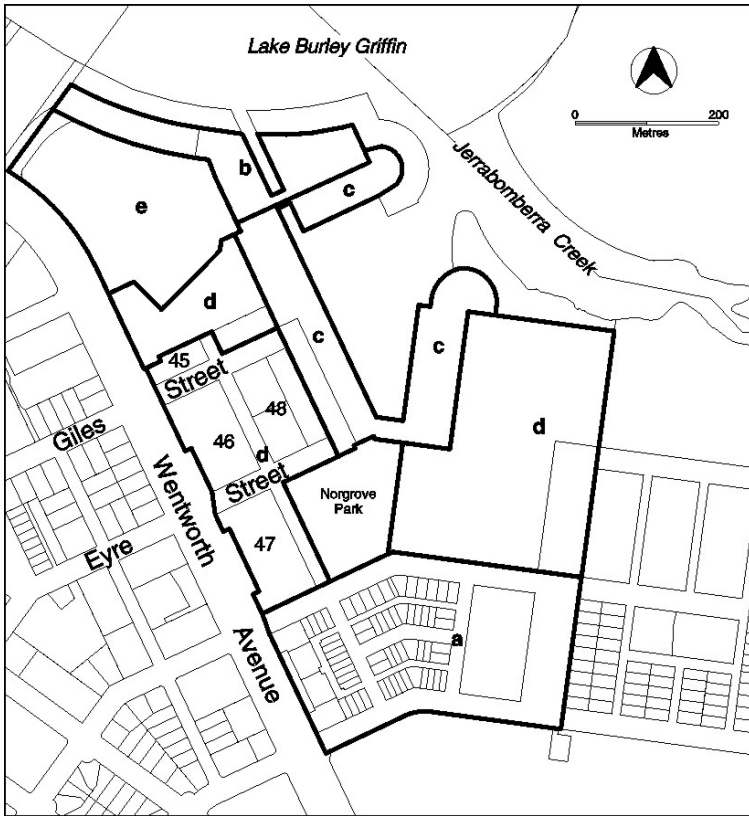 Lake Burley Griffin
0 200
Metres
Jerrabomberra Creek
b
c
e
d
c
c
45
Street
48
46
d
d
Giles
Street
Wentworth
Norgrove
Park
47
Eyre
Avenue
a